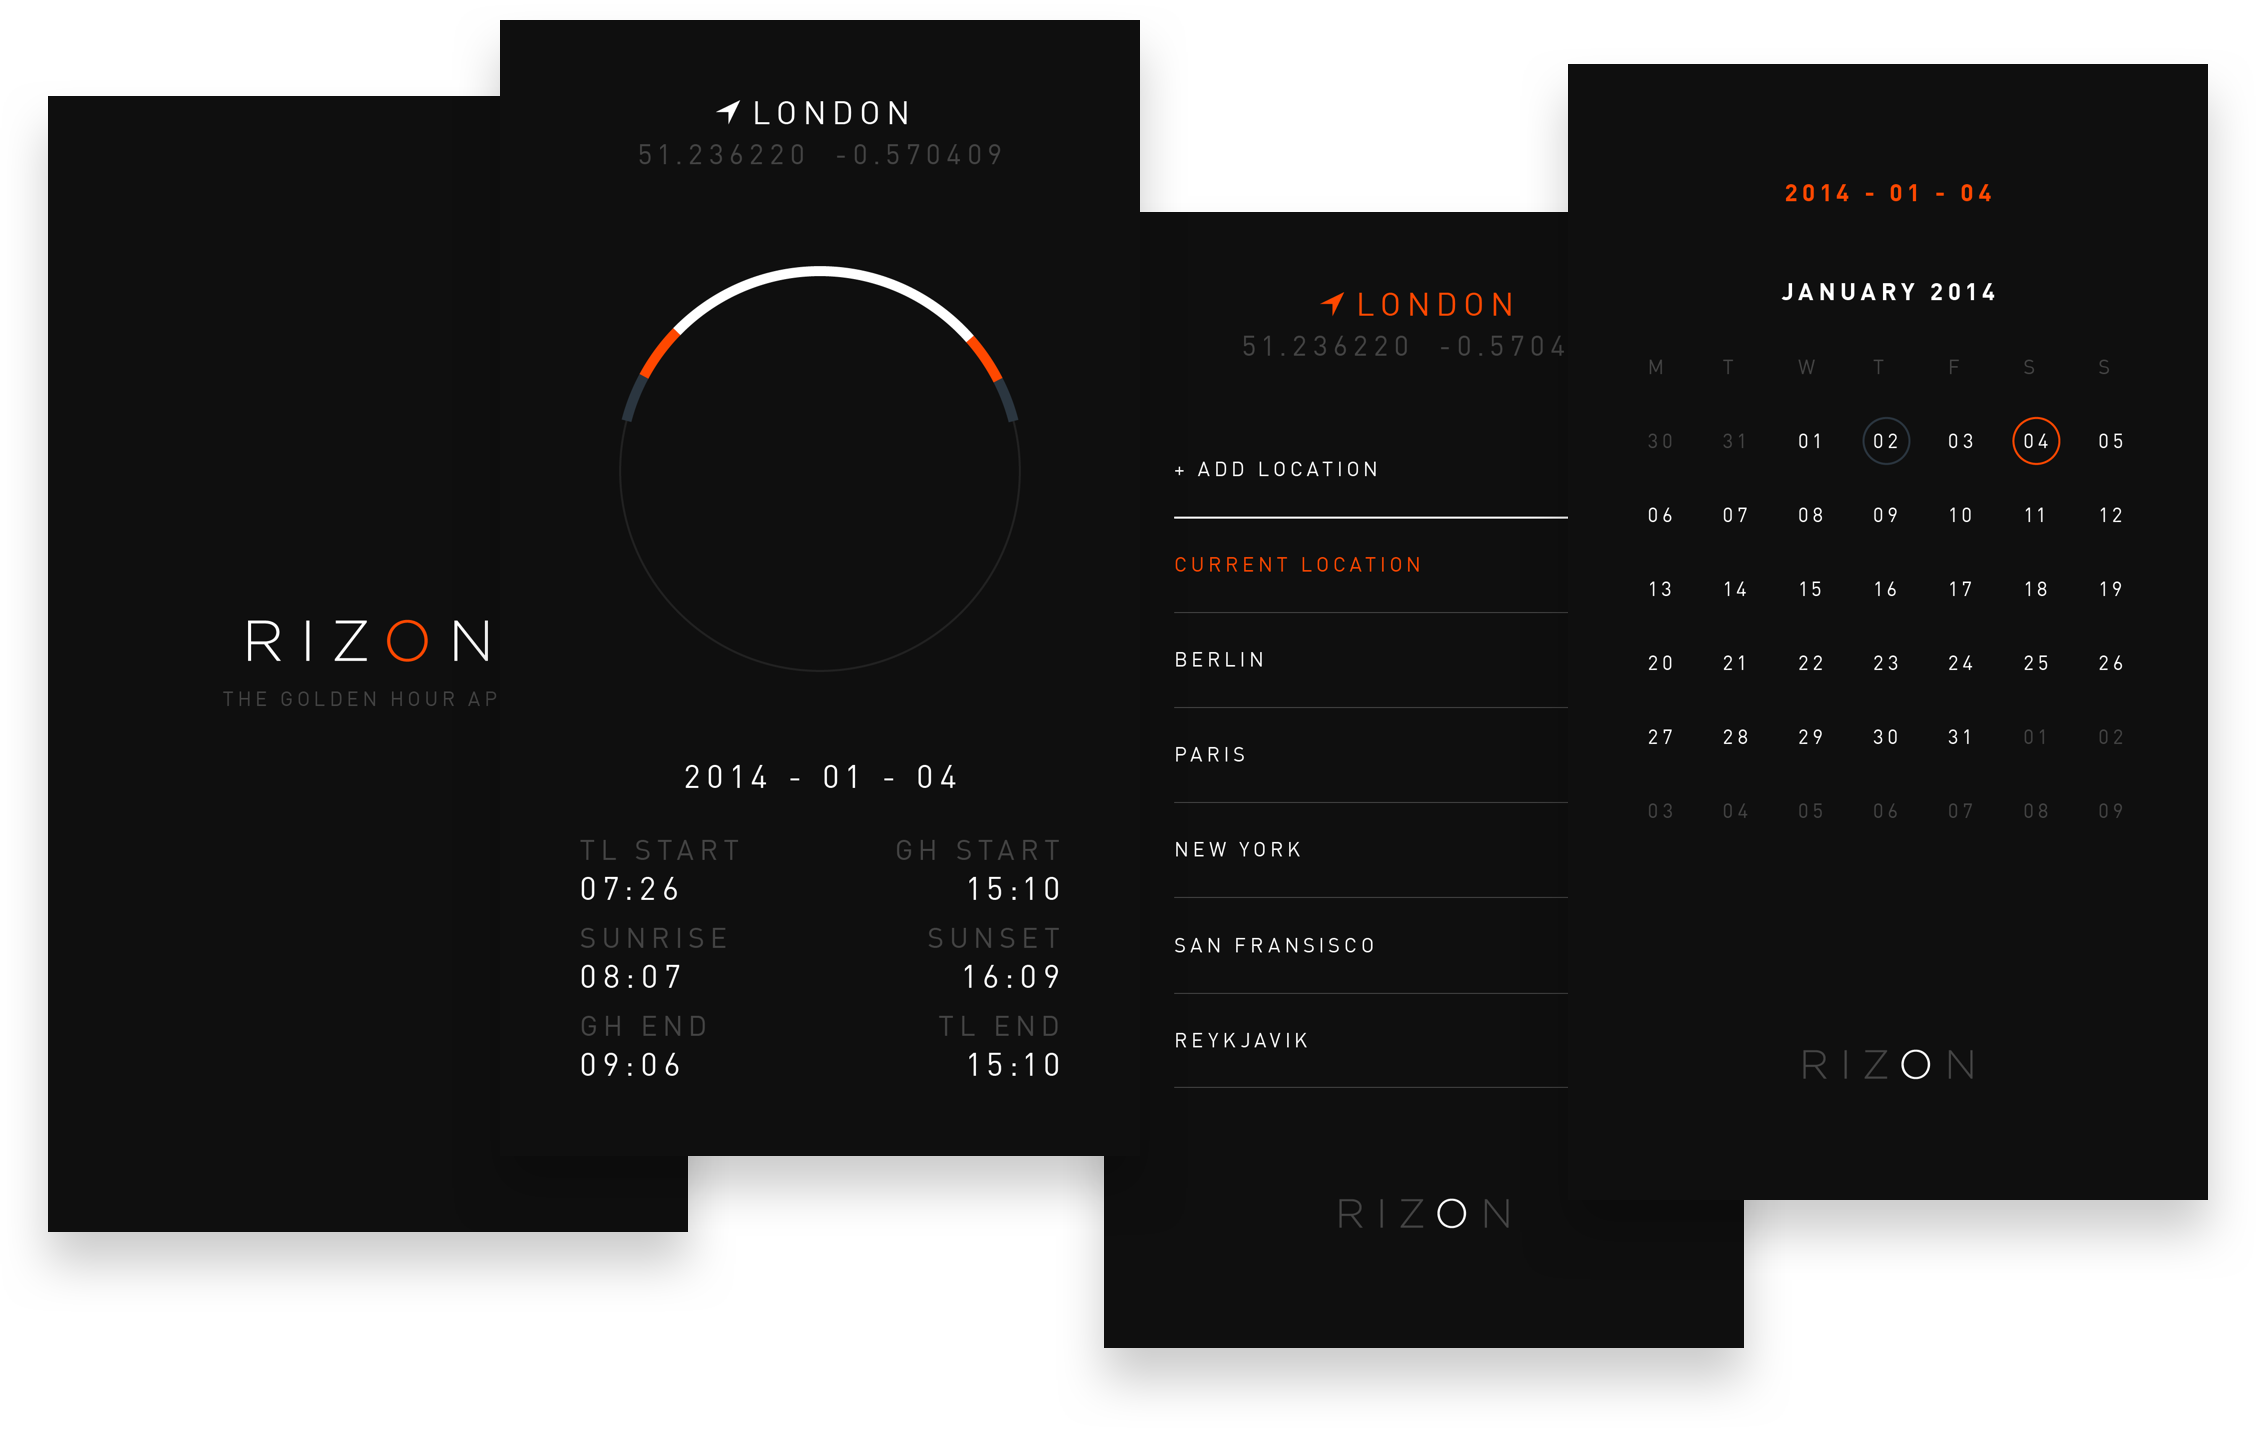 RIZON
THE GOLDEN HOUR AP
LONDON
51.236220 -0.570409
2014 - 01 - 04
TL START GH START
07:26 15:10
SUNRISE SUNSET
08:07 16:09
GH END TL END
09:06 15:10
LONDON
51.236220 -0.5704
+ ADD LOCATION
CURRENT LOCATION
BERLIN
PARIS
NEW YORK
SAN FRANSISCO
REYKJAVIK
RIZON
2014 - 01 - 04
JANUARY 2014
M T W T F S S
30 31 01 02 03 04 05
06 07 08 09 10 11 12
13 14 15 16 17 18 19
20 21 22 23 24 25 26
27 28 29 30 31 01 02
03 04 05 06 07 08 09
RIZON